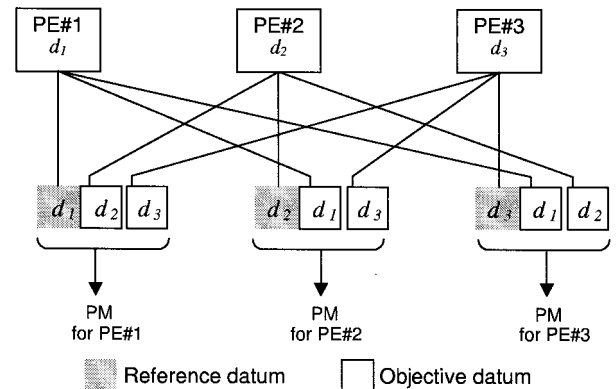 PE#1 PE#2 PE#3
d1 d2 d3
d1 d2 d3 d2 d1 d3 d3 d1 d2
PM PM PM
for PE#1 for PE#2 for PE#3
Reference datum Objective datum